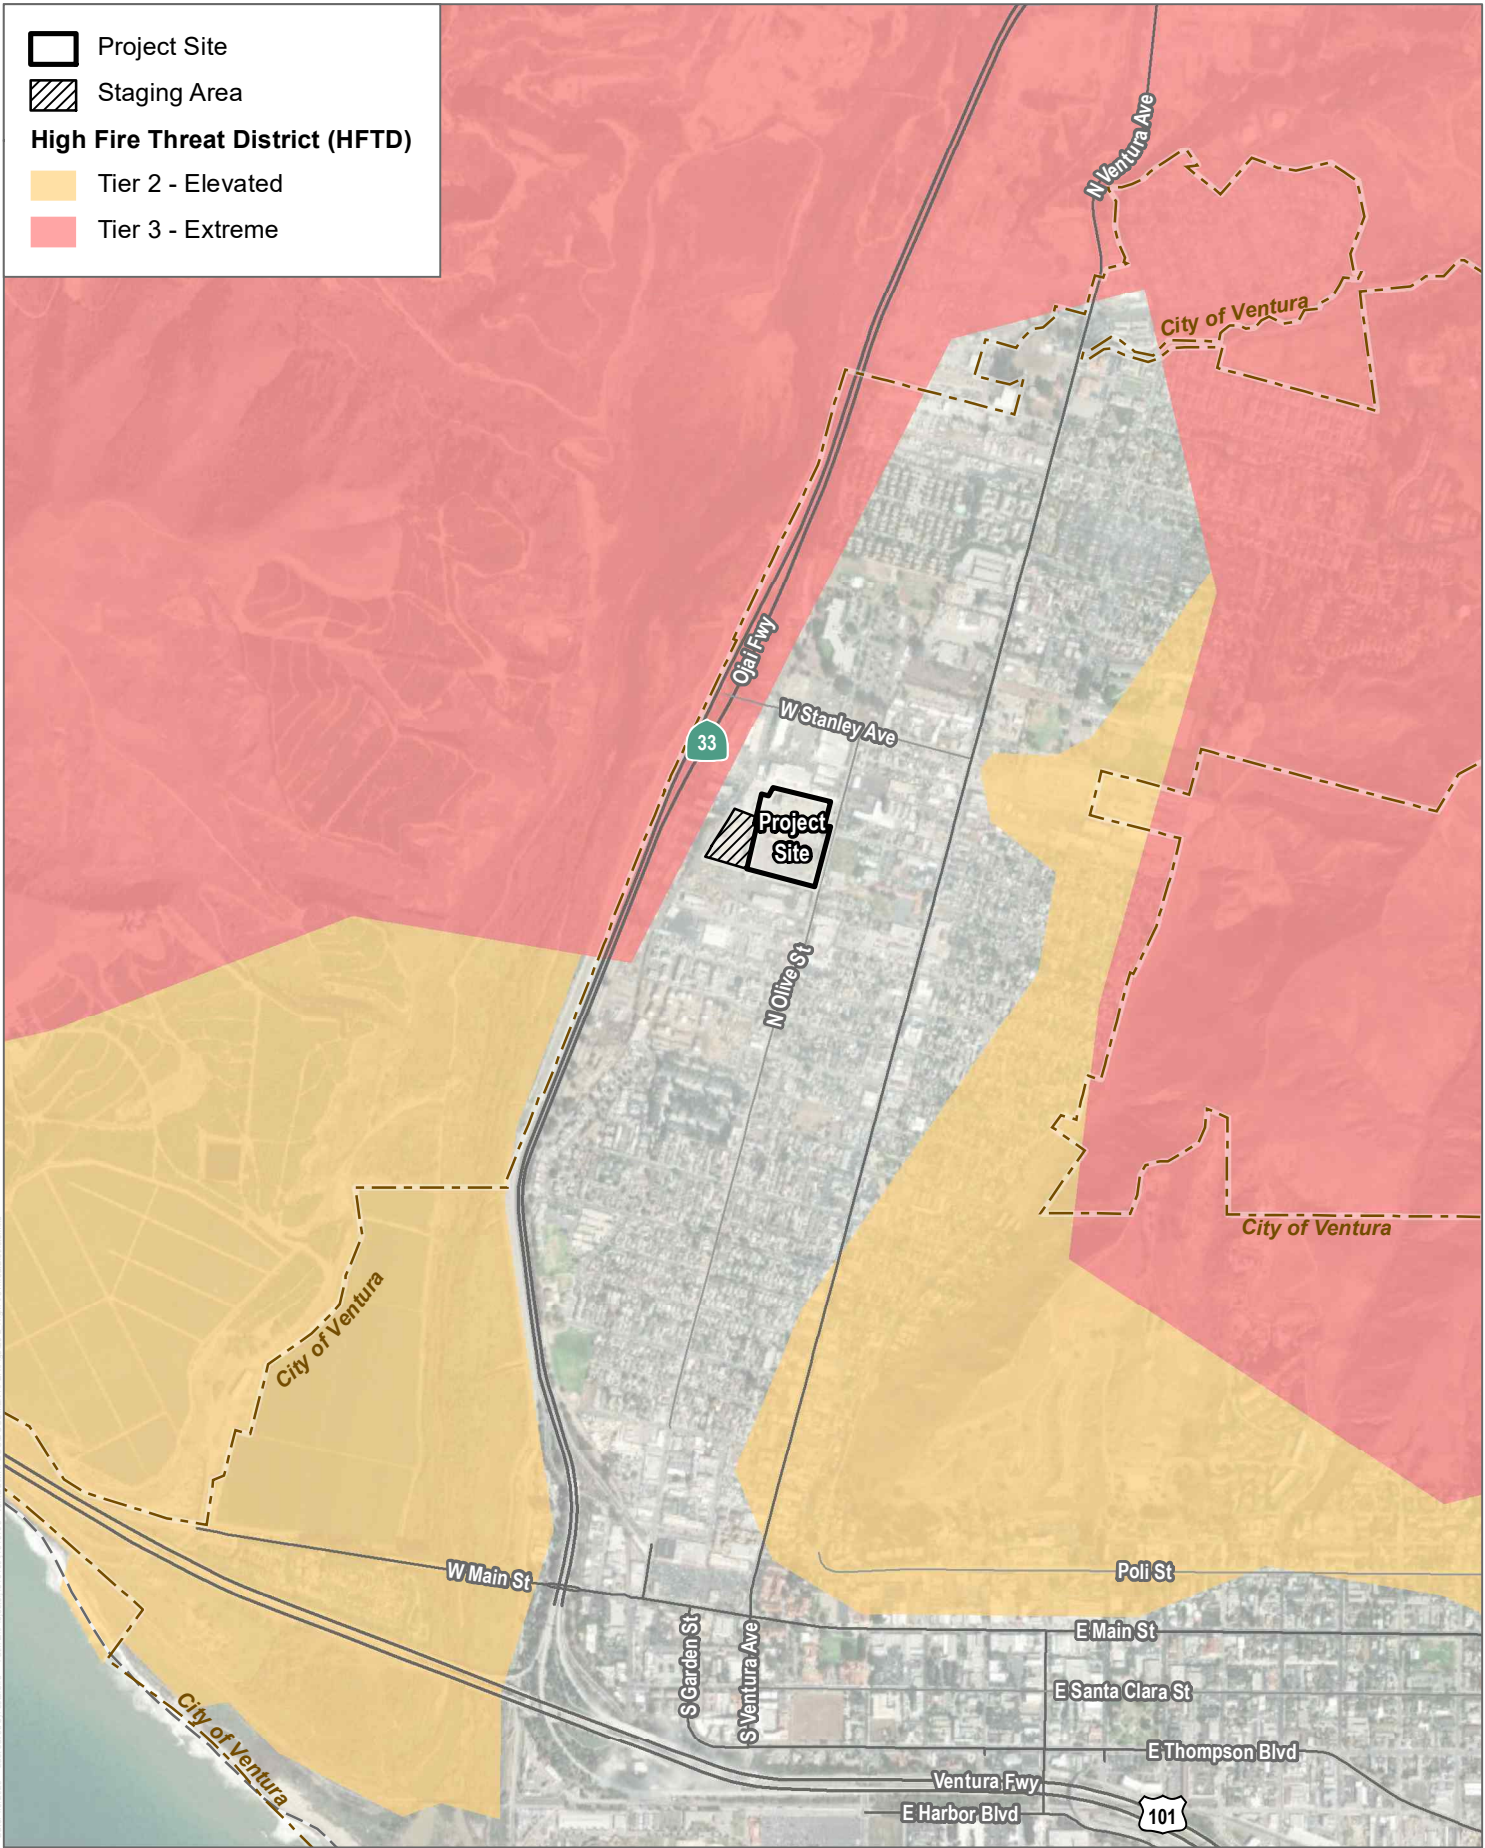 Project Site
Staging Area
High Fire Threat District (HFTD)
Tier 2 - Elevated
Tier 3 - Extreme
N Ventura Ave
City of Ventura
Ojai Fwy
W Stanley Ave
33
Project
Site
N Olive St
City of Ventura
City of Ventura
W Main St
Poli St
E Main St
S Garden St
S Ventura Ave
E Santa Clara St
City of Ventura
E Thompson Blvd
Ventura Fwy
E Harbor Blvd
101